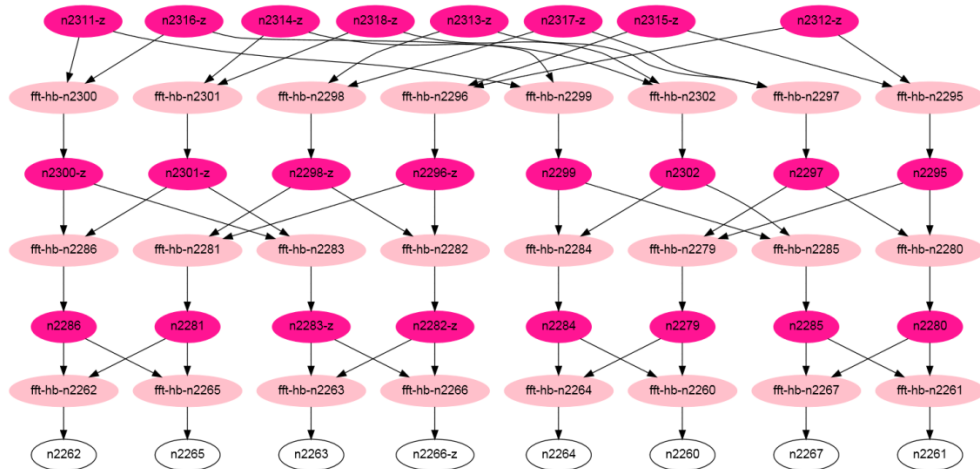 n2311-z n2316-z n2314-z n2318-z n2313-z n2317-z n2315-z n2312-z
fft-hb-n2300 fft-hb-n2301 fft-hb-n2298 fft-hb-n2296 fft-hb-n2299 fft-hb-n2302 fft-hb-n2297 fft-hb-n2295
n2300-z n2301-z n2298-z n2296-z n2299 n2302 n2297 n2295
fft-hb-n2286 fft-hb-n2281 fft-hb-n2283 fft-hb-n2282 fft-hb-n2284 fft-hb-n2279 fft-hb-n2285 fft-hb-n2280
n2286 n2281 n2283-z n2282-z n2284 n2279 n2285 n2280
fft-hb-n2262 fft-hb-n2265 fft-hb-n2263 fft-hb-n2266 fft-hb-n2264 fft-hb-n2260 fft-hb-n2267 fft-hb-n2261
n2262 n2265 n2263 n2266-z n2264 n2260 n2267 n2261